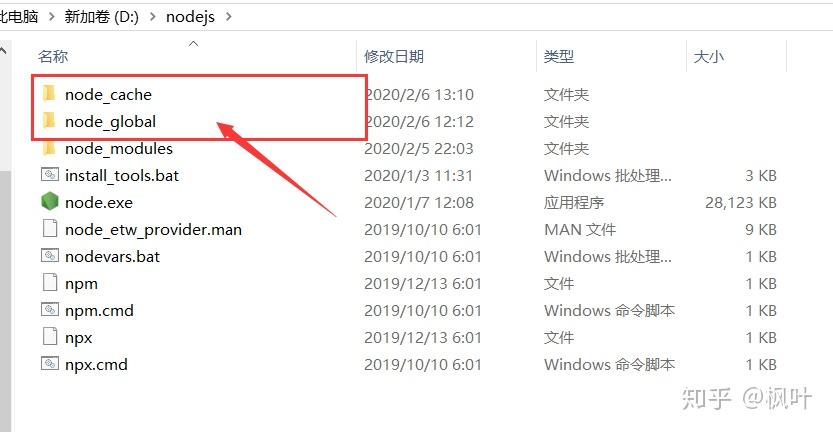 此电脑 > 新加卷 (D:) > nodejs >
名称 修改日期 类型 大小
node_cache 2020/2/6 13:10 文件夹
node_global 2020/2/6 12:12 文件夹
node_modules 2020/2/5 22:03 文件夹
install_tools.bat 2020/1/3 11:31 Windows 批处理... 3 KB
node.exe 2020/1/7 12:08 应用程序 28,123 KB
node_etw_provider.man 2019/10/10 6:01 MAN 文件 9 KB
nodevars.bat 2019/10/10 6:01 Windows 批处理... 1 KB
npm 2019/12/13 6:01 文件 1 KB
npm.cmd 2019/10/10 6:01 Windows 命令脚本 1 KB
npx 2019/12/13 6:01 文件 1 KB
npx.cmd 2019/10/10 6:01 Windows 命令脚本 1 KB
知乎 @枫叶